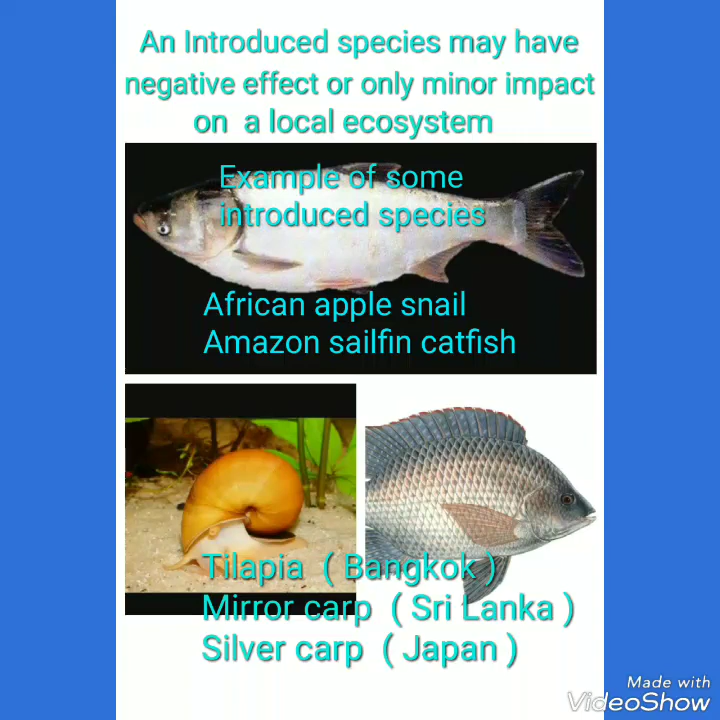 An Introduced species may have
negative effect or only minor impact
on a local ecosystem
Example of some
introduced species
African apple snail
Amazon sailfin catfish
Tilapia ( Bangkok )
Mirror carp ( Sri Lanka )
Silver carp ( Japan )
Made with
VideoShow